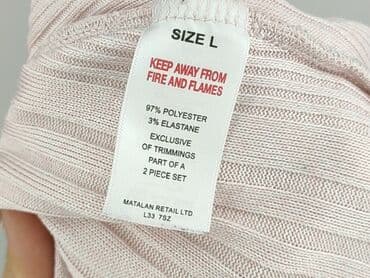 SIZE L
KEEP AWAY FROM
FIRE AND FLAMES
97% POLYESTER
3% ELASTANE
EXCLUSIVE
OF TRIMMINGS
PART OF A
2 PIECE SET
MATALAN RETAIL LTD
L33 7SZ